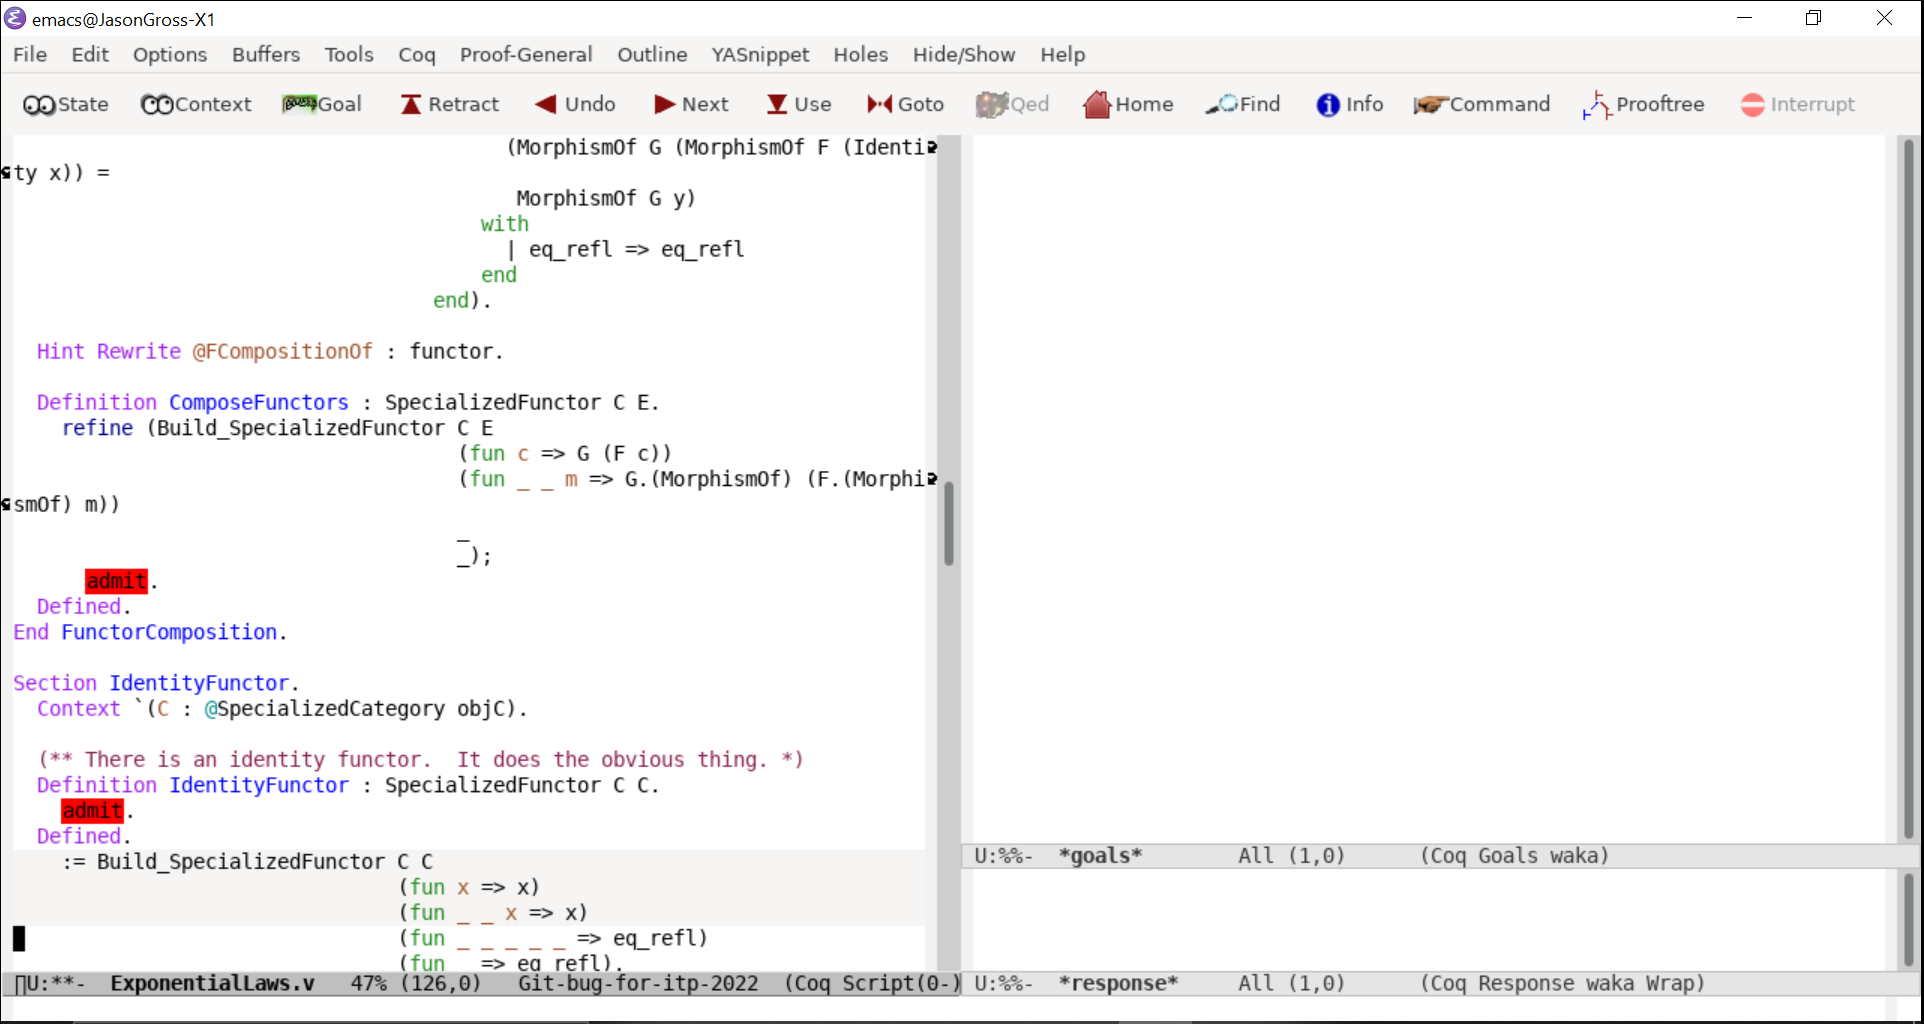 emacs@JasonGross-X1
File Edit Options Buffers Tools Coq Proof-General Outline YASnippet Holes Hide/Show Help
State Context Goal Retract Undo Next Use Goto Qed Home Find Info Command Prooftree Interrupt
(MorphismOf G (MorphismOf F (Identi
ty x)) =
MorphismOf G y)
with
| eq_refl => eq_refl
end
end).
Hint Rewrite @FCompositionOf : functor.
Definition ComposeFunctors : SpecializedFunctor C E.
refine (Build_SpecializedFunctor C E
(fun c => G (F c))
(fun _ _ m => G.(MorphismOf) (F.(Morphi
smOf) m))
_
_);
admit.
Defined.
End FunctorComposition.
Section IdentityFunctor.
Context `(C : @SpecializedCategory objC).
(** There is an identity functor.  It does the obvious thing. *)
Definition IdentityFunctor : SpecializedFunctor C C.
admit.
Defined.
:= Build_SpecializedFunctor C C
(fun x => x)
(fun _ _ x => x)
(fun _ _ _ _ _ => eq_refl)
(fun _ => eq_refl).
U:**-  ExponentialLaws.v   47% (126,0)   Git-bug-for-itp-2022  (Coq Script(0-)
U:%%-  *goals*        All (1,0)      (Coq Goals waka)
U:%%-  *response*     All (1,0)      (Coq Response waka Wrap)